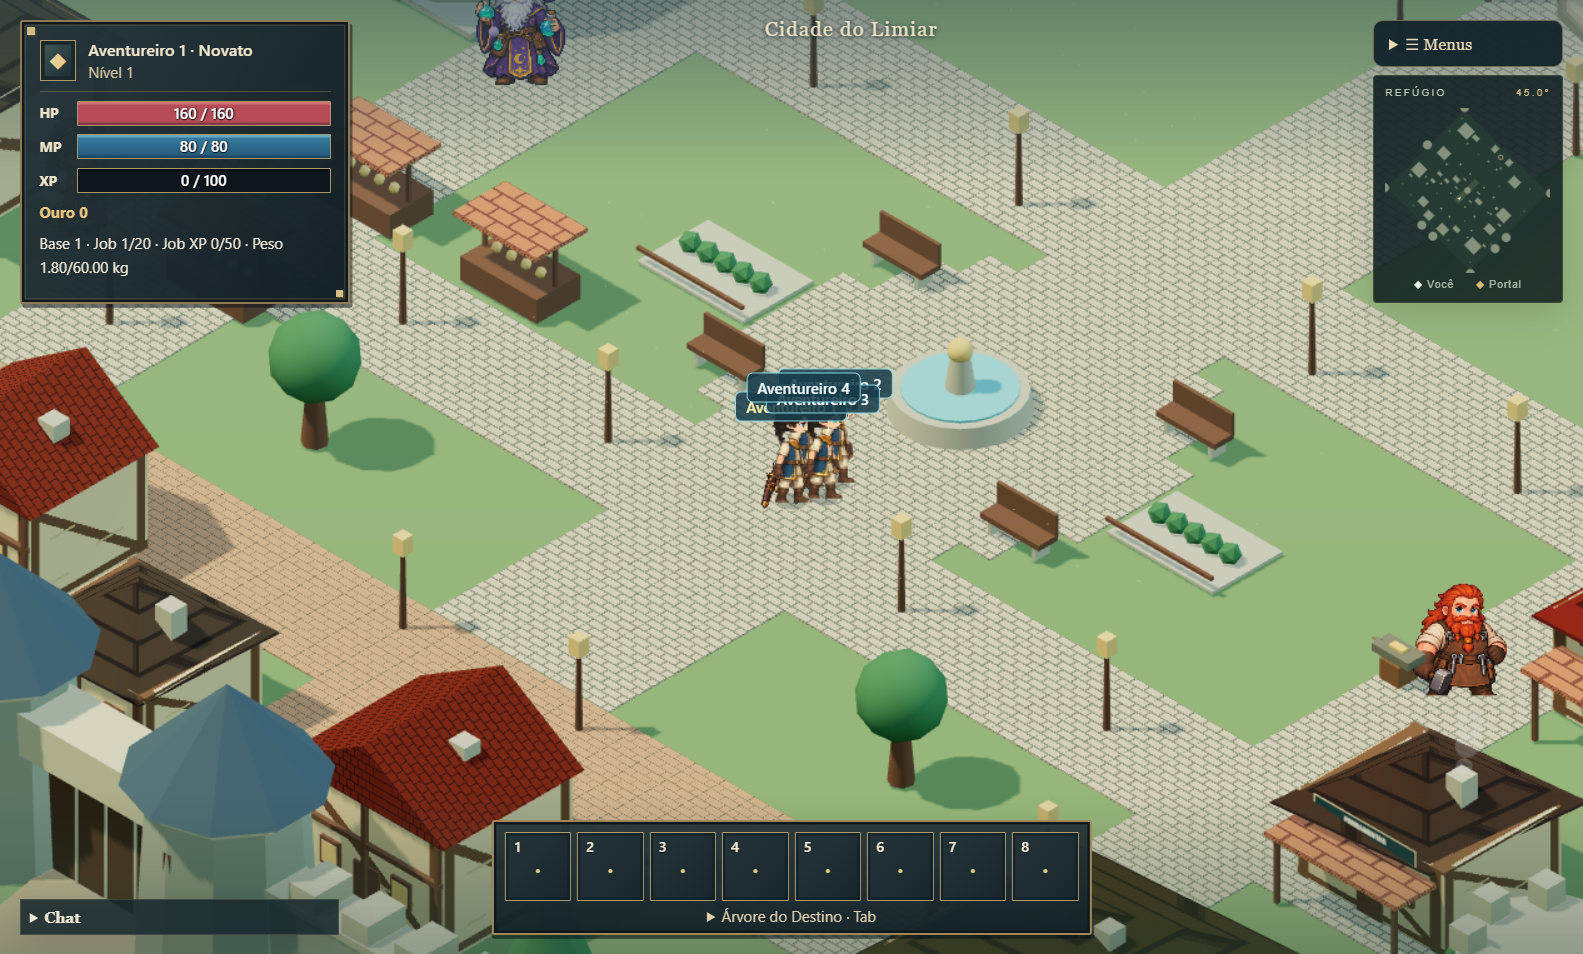 Cidade do Limiar
Aventureiro 1 · Novato
Nível 1
HP
160 / 160
MP
80 / 80
XP
0 / 100
Ouro 0
Base 1 · Job 1/20 · Job XP 0/50 · Peso
1.80/60.00 kg
▶ ☰ Menus
REFÚGIO
45.0°
◆ Você
◆ Portal
Aventureiro 4
2
Aventureiro 3
Ave
1
2
3
4
5
6
7
8
▶ Árvore do Destino · Tab
▶ Chat